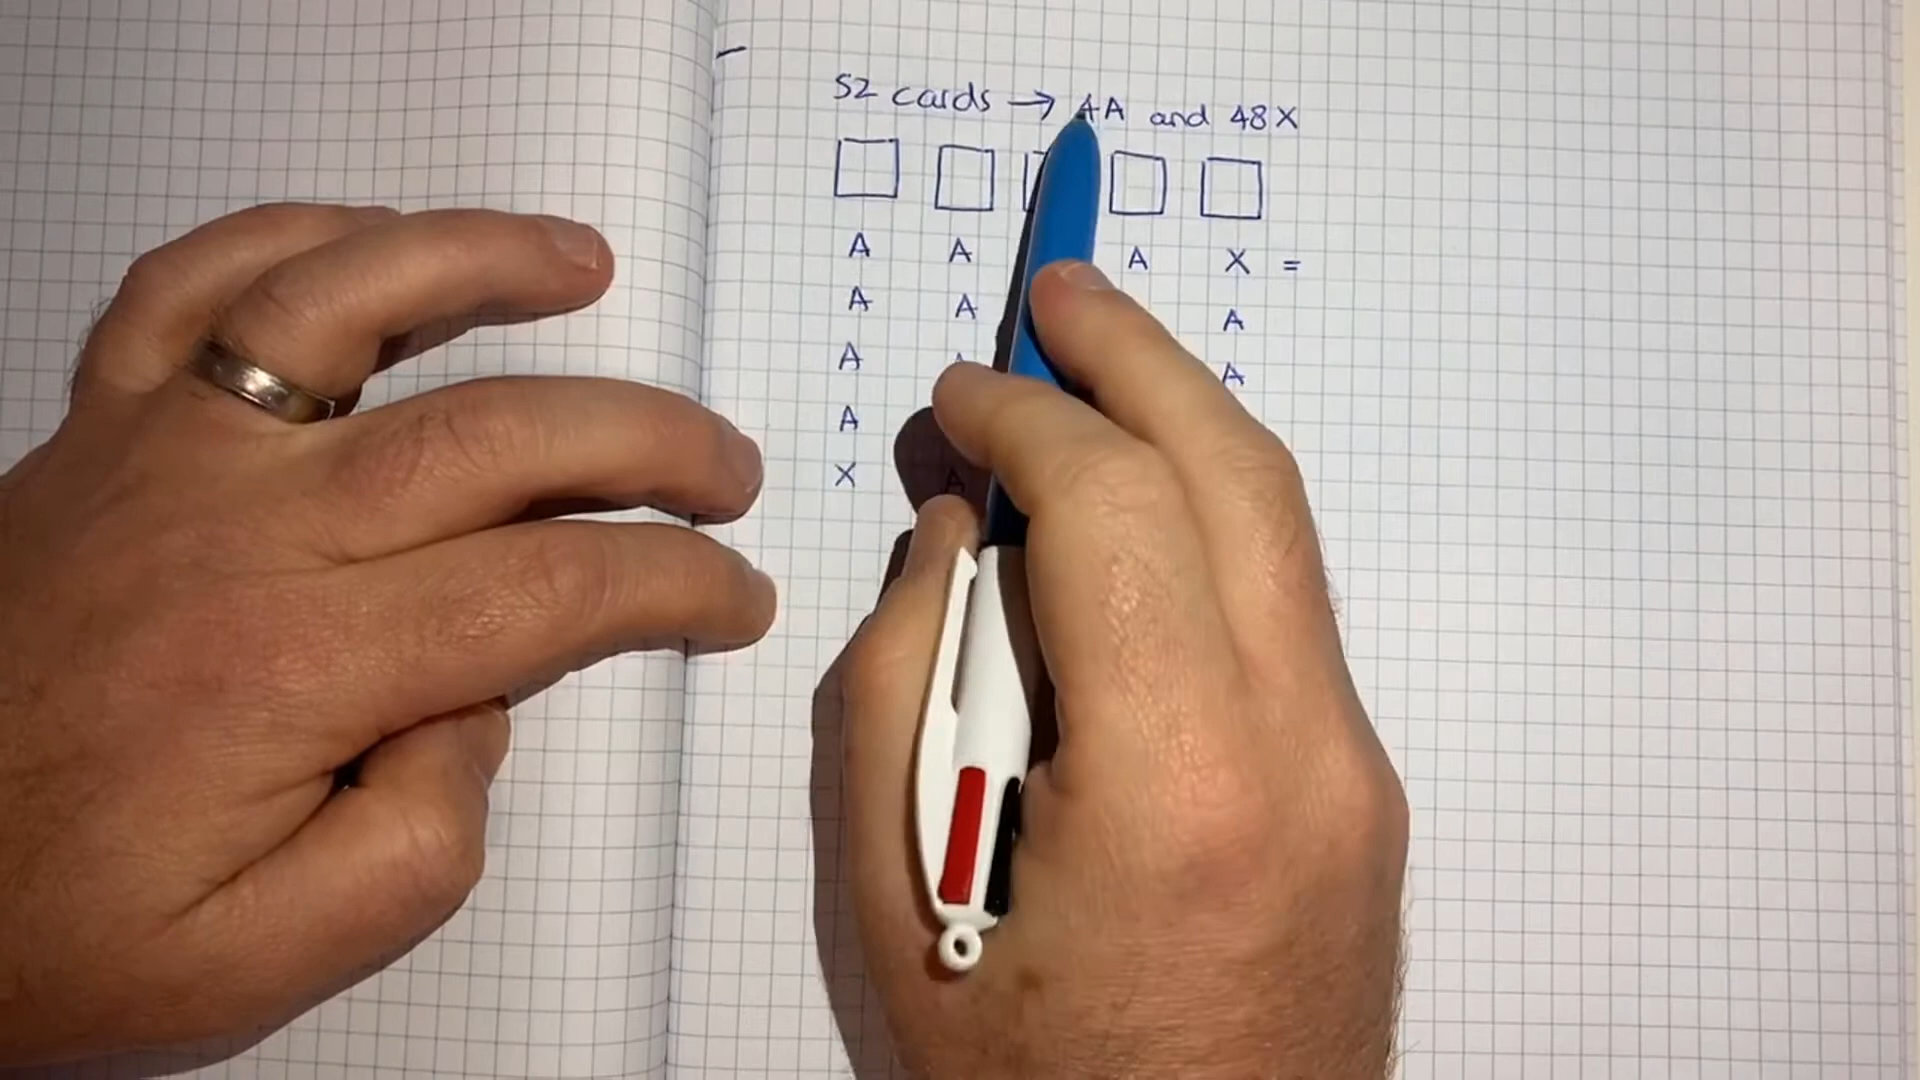 52 cards → 4A and 48X
A A A X =
A A A
A A
A
X A